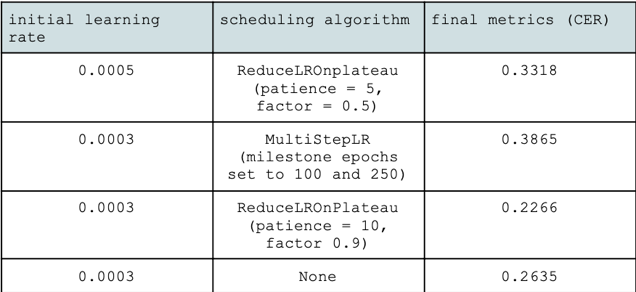 initial learning
rate
scheduling algorithm
final metrics (CER)
0.0005
ReduceLROnplateau
(patience = 5,
factor = 0.5)
0.3318
0.0003
MultiStepLR
(milestone epochs
set to 100 and 250)
0.3865
0.0003
ReduceLROnPlateau
(patience = 10,
factor 0.9)
0.2266
0.0003
None
0.2635